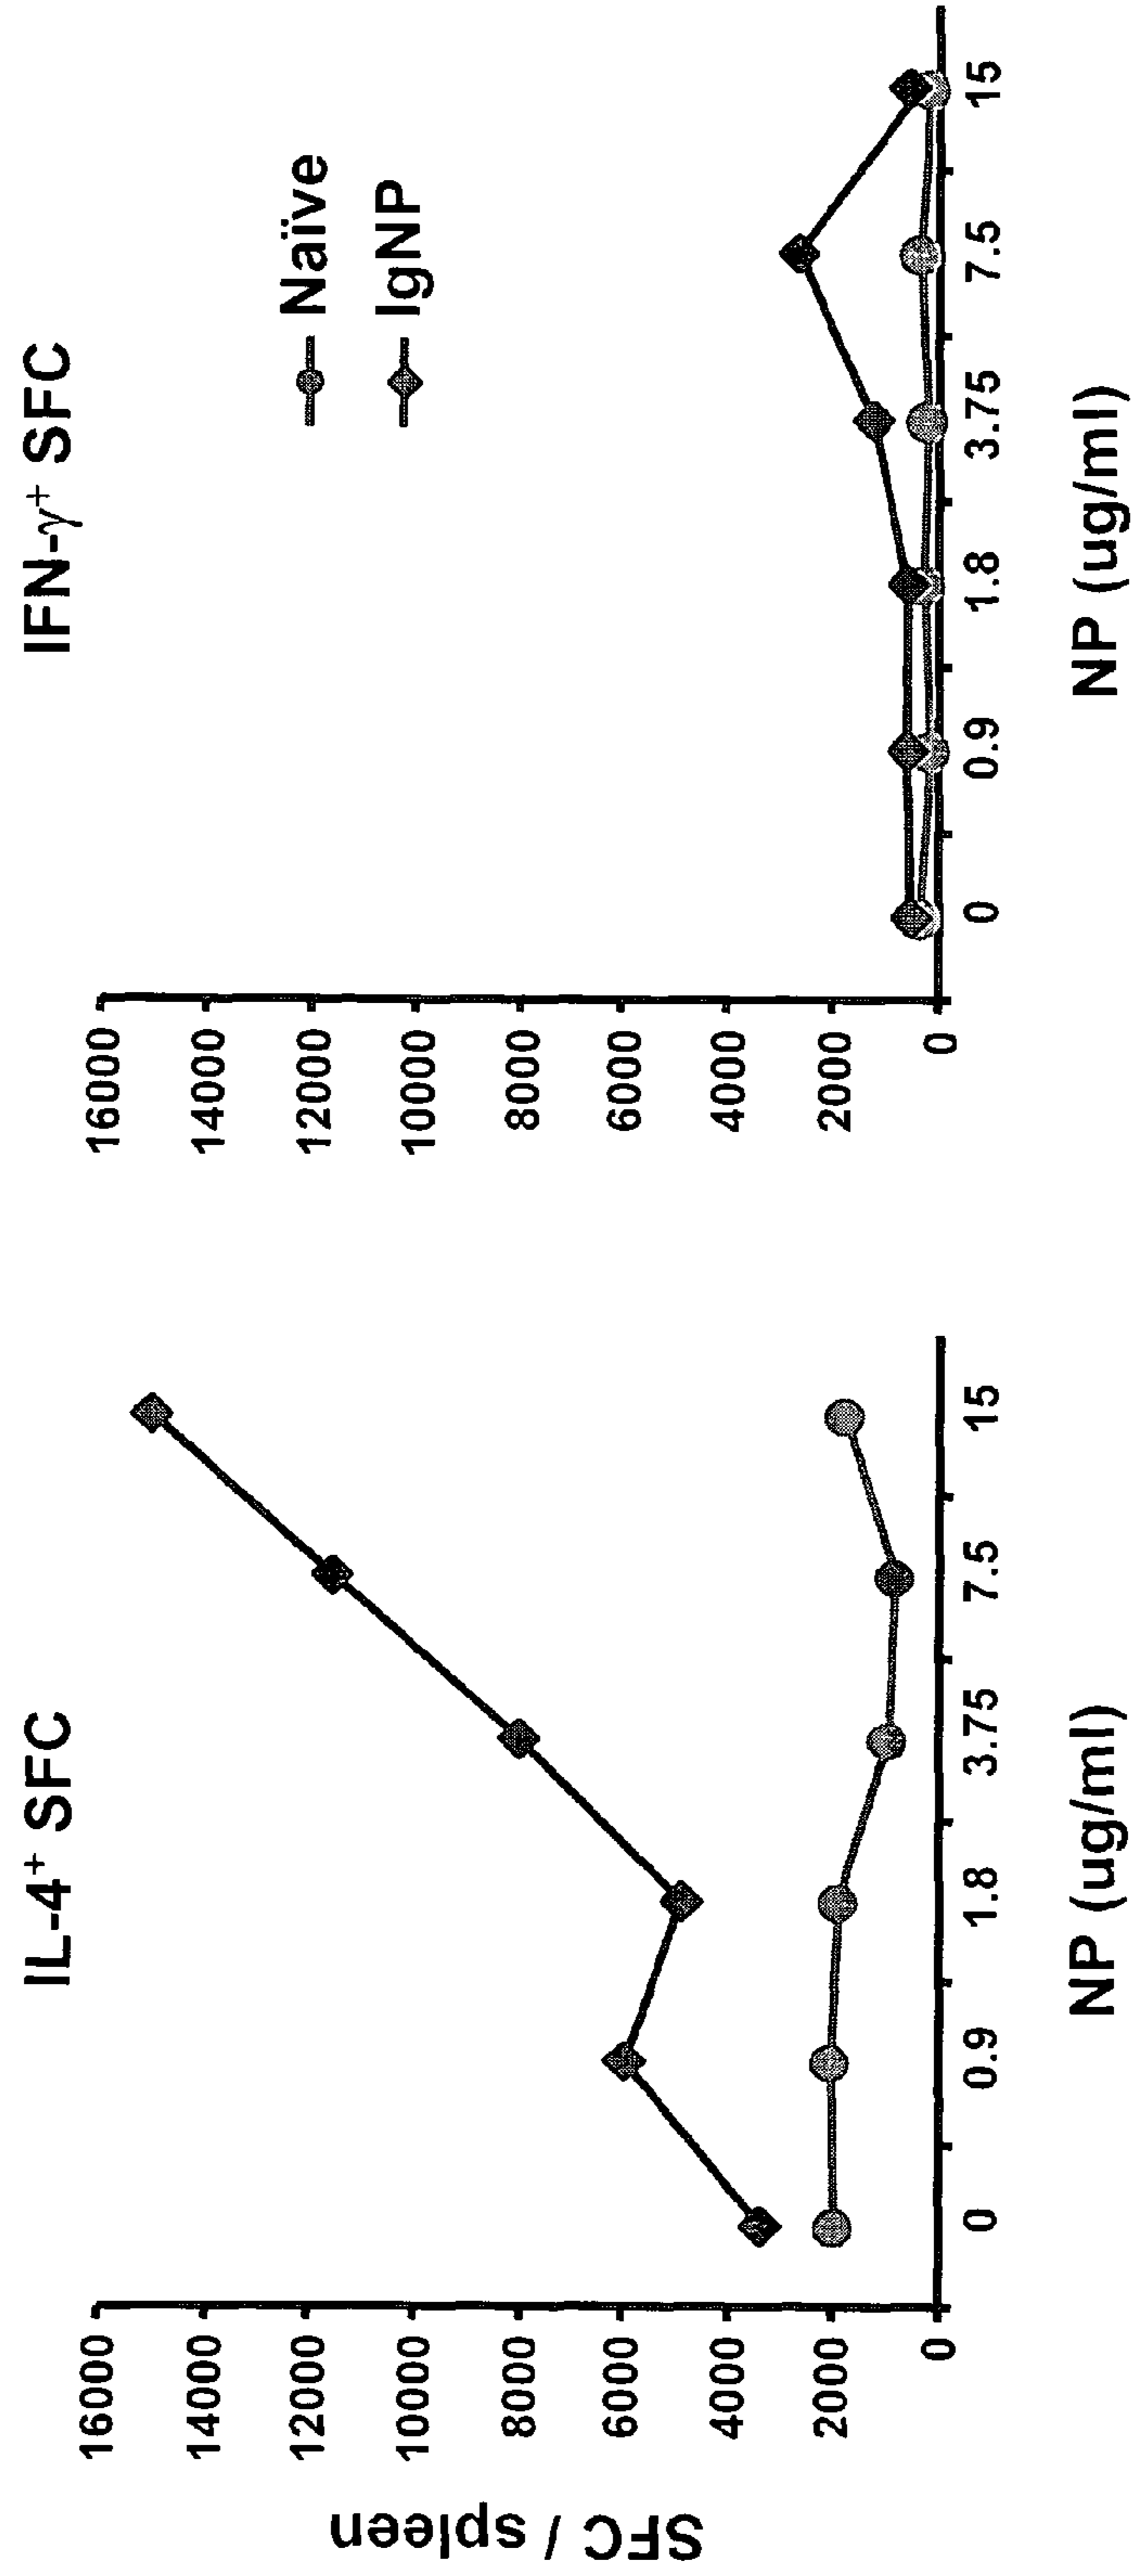 IL-4+ SFC
16000
14000
12000
10000
8000
6000
4000
2000
0
SFC / spleen
0 0.9 1.8 3.75 7.5 15
NP (ug/ml)
IFN-γ+ SFC
Naïve
IgNP
16000
14000
12000
10000
8000
6000
4000
2000
0
0 0.9 1.8 3.75 7.5 15
NP (ug/ml)